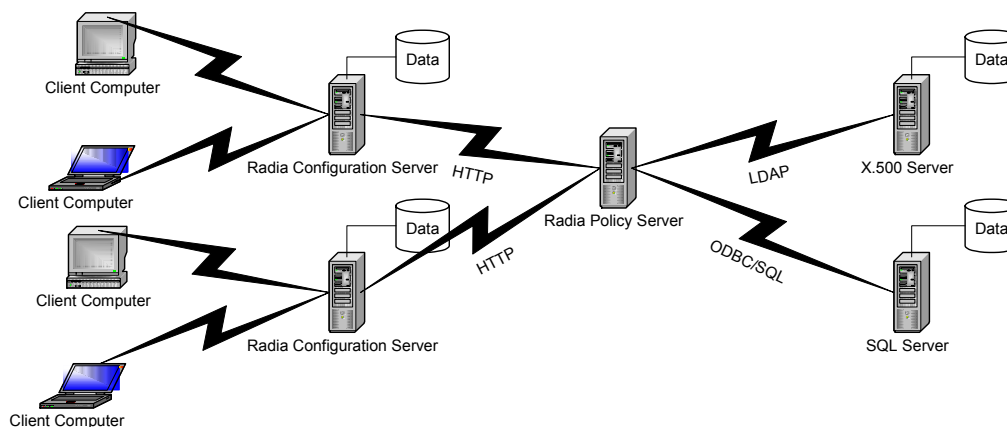 Data
Data
Client Computer
Radia Configuration Server
HTTP
X.500 Server
LDAP
Client Computer
Radia Policy Server
Data
Data
ODBC/SQL
HTTP
Client Computer
Radia Configuration Server
SQL Server
Client Computer